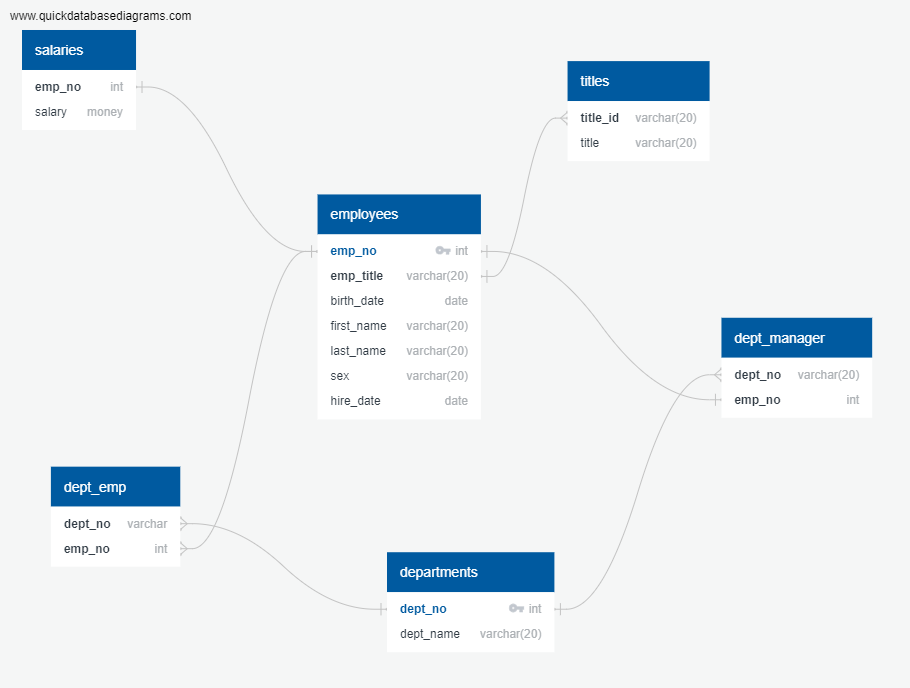 www.quickdatabasediagrams.com
salaries
emp_no int
salary money
titles
title_id varchar(20)
title varchar(20)
employees
emp_no int
emp_title varchar(20)
birth_date date
first_name varchar(20)
last_name varchar(20)
sex varchar(20)
hire_date date
dept_manager
dept_no varchar(20)
emp_no int
dept_emp
dept_no varchar
emp_no int
departments
dept_no int
dept_name varchar(20)